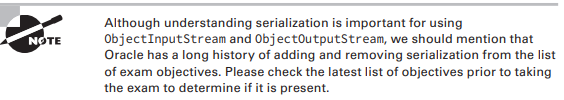 NOTE
Although understanding serialization is important for using
ObjectInputStream and ObjectOutputStream, we should mention that
Oracle has a long history of adding and removing serialization from the list
of exam objectives. Please check the latest list of objectives prior to taking
the exam to determine if it is present.